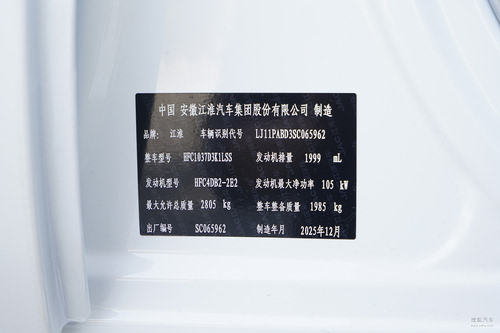 中国 安徽江淮汽车集团股份有限公司 制造
品牌: 江淮 车辆识别代号 LJ11PABD3SC065962
整车型号 HFC1037D3K1LSS 发动机排量 1999 mL
发动机型号 HFC4DB2-2E2 发动机最大净功率 105 kW
最大允许总质量 2805 kg 整车整备质量 1985 kg
出厂编号 SC065962 制造年月 2025年12月
搜狐汽车